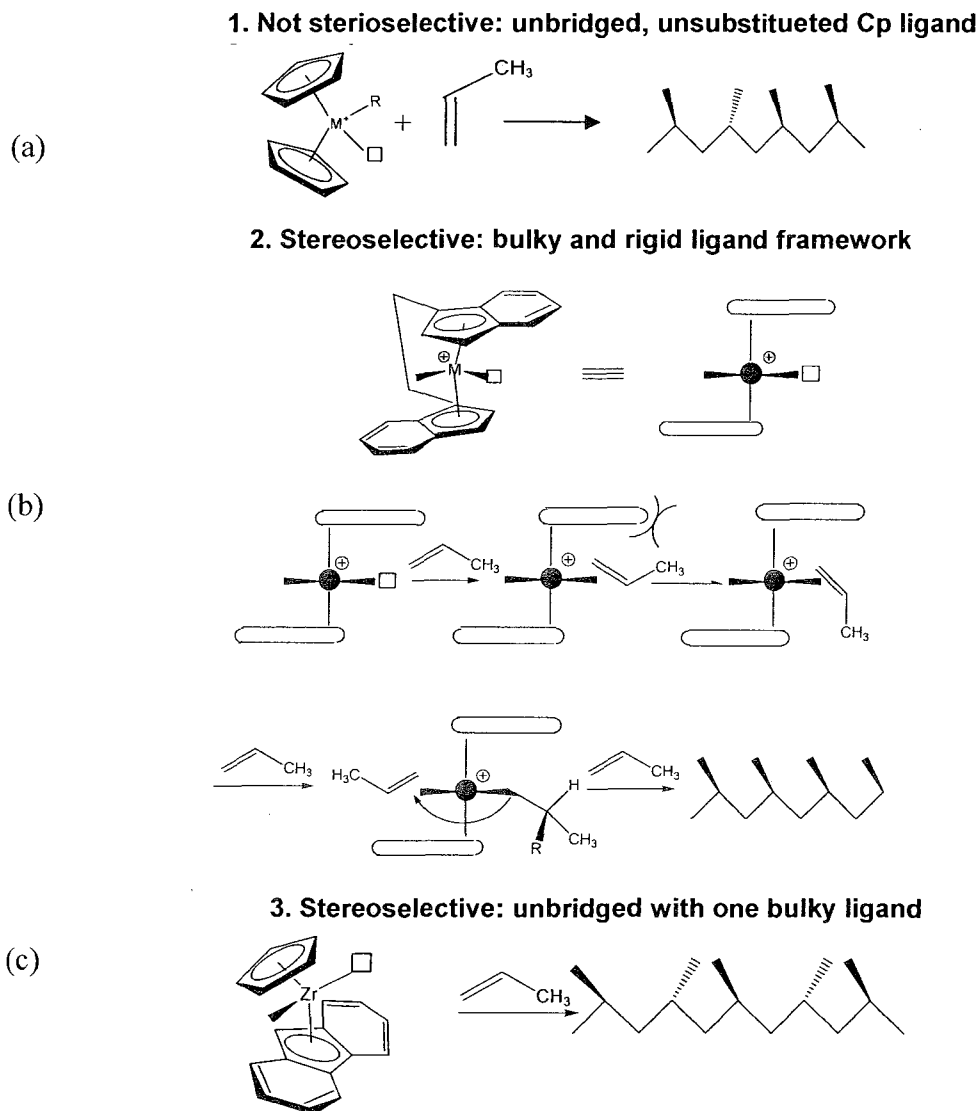 1. Not sterioselective: unbridged, unsubstitueted Cp ligand
(a)
R
M+
+
CH3
2. Stereoselective: bulky and rigid ligand framework
⊕
M
⊕
(b)
⊕
CH3
⊕
CH3
⊕
CH3
CH3
H3C
⊕
H
R
CH3
CH3
3. Stereoselective: unbridged with one bulky ligand
(c)
Zr
CH3